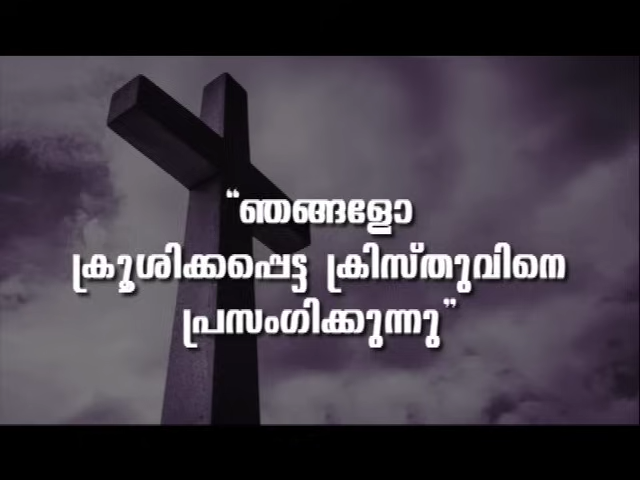 “ഞങ്ങളോ
ക്രൂശിക്കപ്പെട്ട ക്രിസ്തുവിനെ
പ്രസംഗിക്കുന്നു”